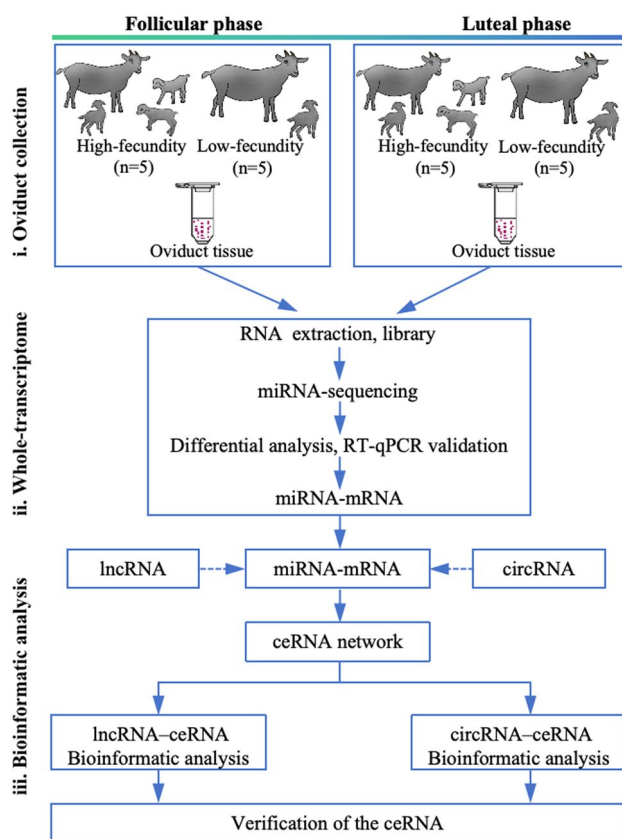 Follicular phase
Luteal phase
i. Oviduct collection
High-fecundity
(n=5)
Low-fecundity
(n=5)
Oviduct tissue
High-fecundity
(n=5)
Low-fecundity
(n=5)
Oviduct tissue
ii. Whole-transcriptome
RNA extraction, library
miRNA-sequencing
Differential analysis, RT-qPCR validation
miRNA-mRNA
iii. Bioinformatic analysis
lncRNA
miRNA-mRNA
circRNA
ceRNA network
lncRNA–ceRNA
Bioinformatic analysis
circRNA–ceRNA
Bioinformatic analysis
Verification of the ceRNA